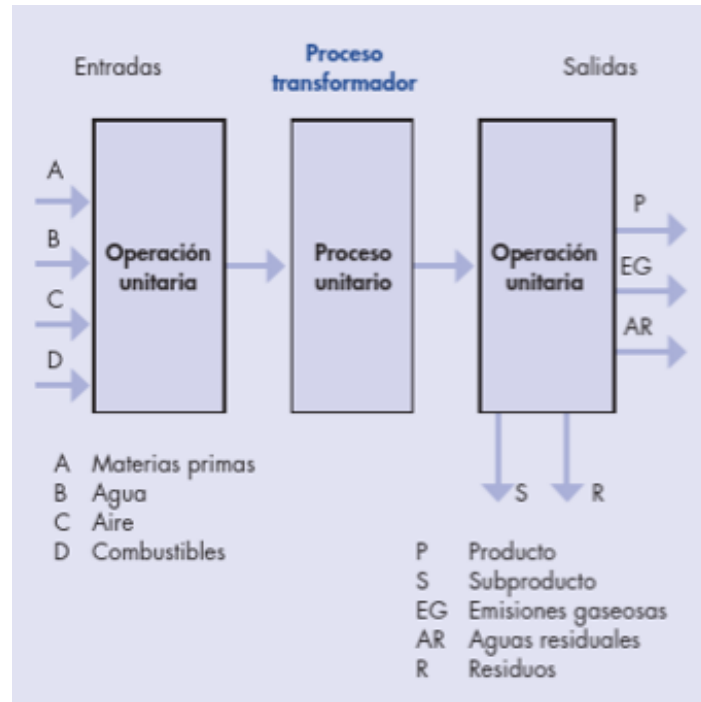 Entradas
Proceso
transformador
Salidas
A
B
C
D
Operación
unitaria
Proceso
unitario
Operación
unitaria
P
EG
AR
S
R
A Materias primas
B Agua
C Aire
D Combustibles
P Producto
S Subproducto
EG Emisiones gaseosas
AR Aguas residuales
R Residuos